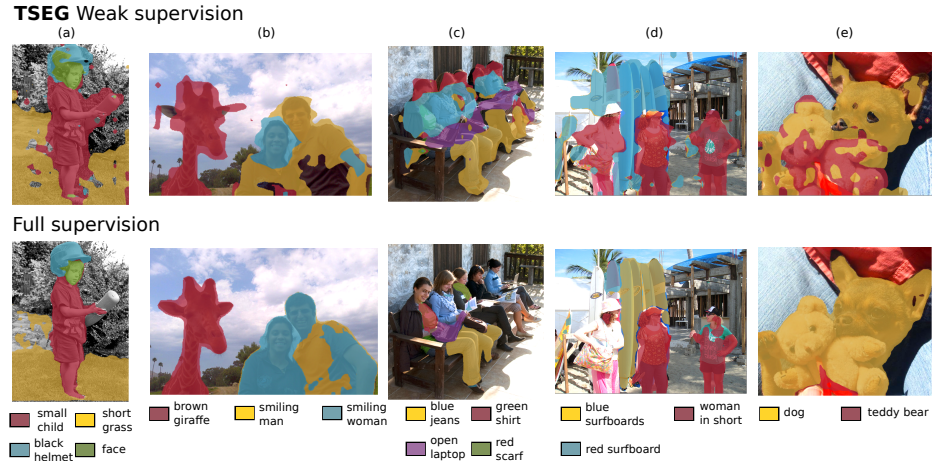 TSEG Weak supervision
(a) (b) (c) (d) (e)
Full supervision
small child
short grass
black helmet
face
brown giraffe
smiling man
smiling woman
blue jeans
green shirt
open laptop
red scarf
blue surfboards
woman in short
red surfboard
dog
teddy bear